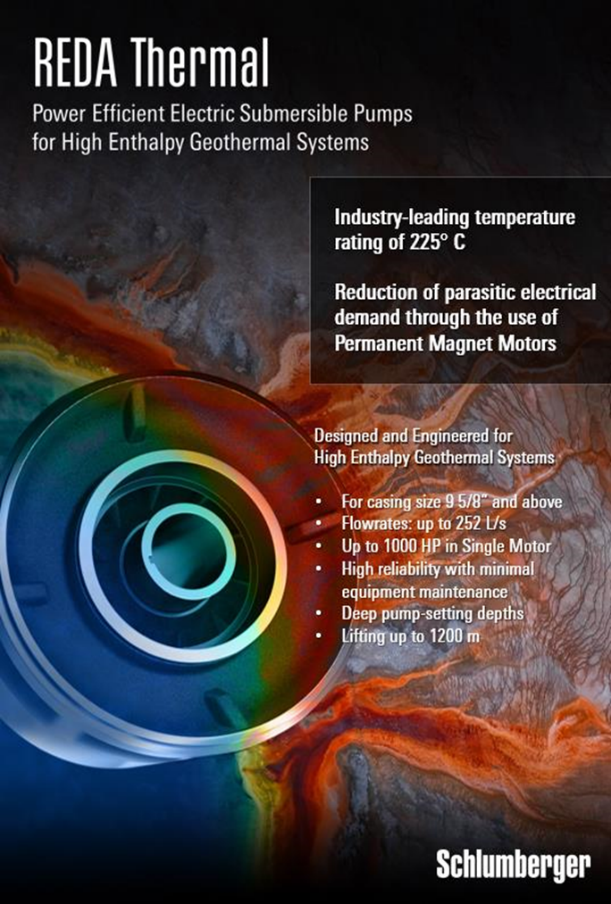 REDA Thermal
Power Efficient Electric Submersible Pumps
for High Enthalpy Geothermal Systems
Industry-leading temperature
rating of 225° C
Reduction of parasitic electrical
demand through the use of
Permanent Magnet Motors
Designed and Engineered for
High Enthalpy Geothermal Systems
• For casing size 9 5/8" and above
• Flowrates: up to 252 L/s
• Up to 1000 HP in Single Motor
• High reliability with minimal
equipment maintenance
• Deep pump-setting depths
• Lifting up to 1200 m
Schlumberger